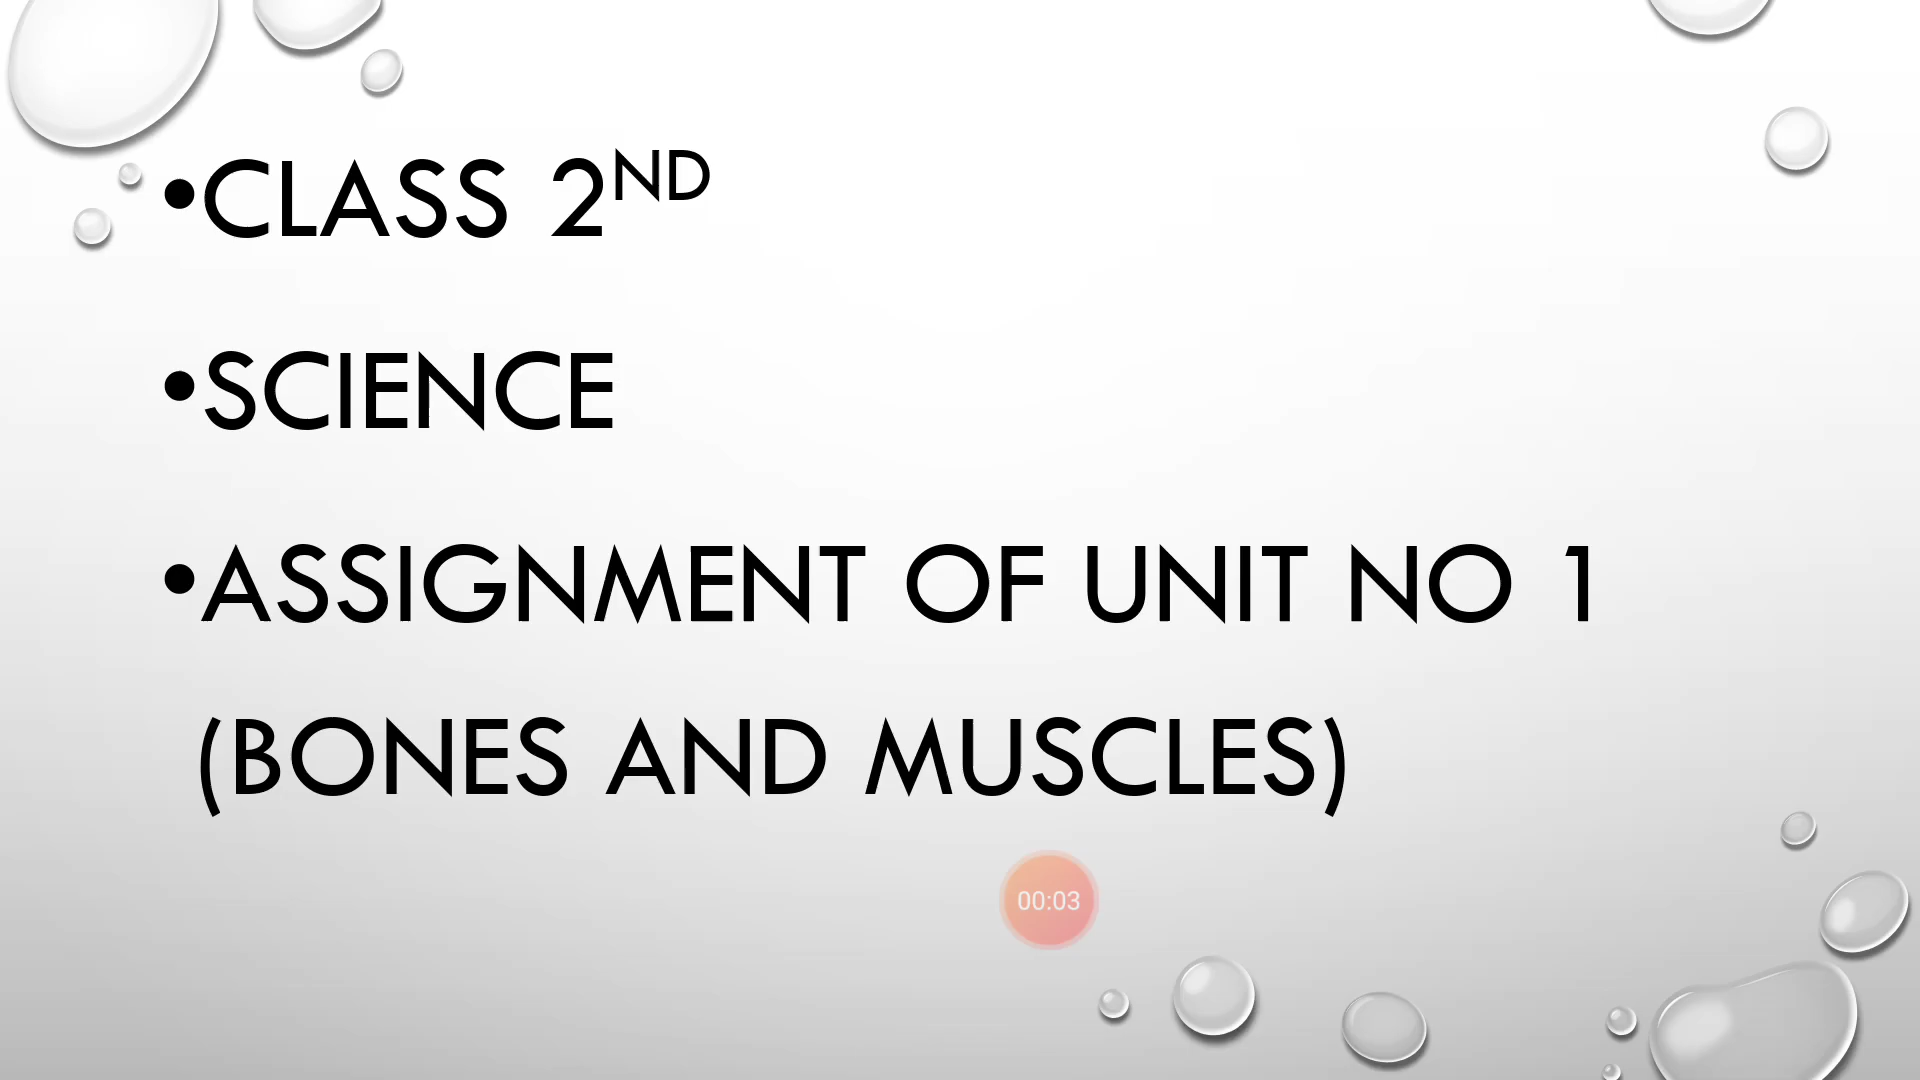 •CLASS 2ND
•SCIENCE
•ASSIGNMENT OF UNIT NO 1
(BONES AND MUSCLES)
00:03